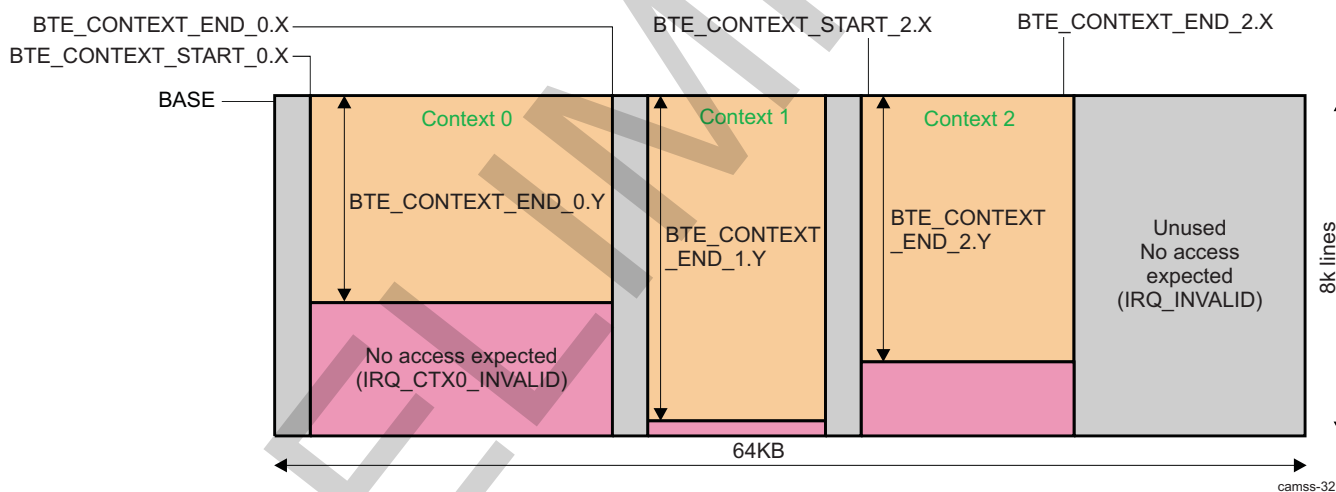 BTE_CONTEXT_END_0.X
BTE_CONTEXT_START_2.X
BTE_CONTEXT_END_2.X
BTE_CONTEXT_START_0.X
BASE
Context 0
Context 1
Context 2
BTE_CONTEXT_END_0.Y
BTE_CONTEXT
_END_1.Y
BTE_CONTEXT
_END_2.Y
Unused
No access
expected
(IRQ_INVALID)
8k lines
No access expected
(IRQ_CTX0_INVALID)
64KB
camss-32
ELIM